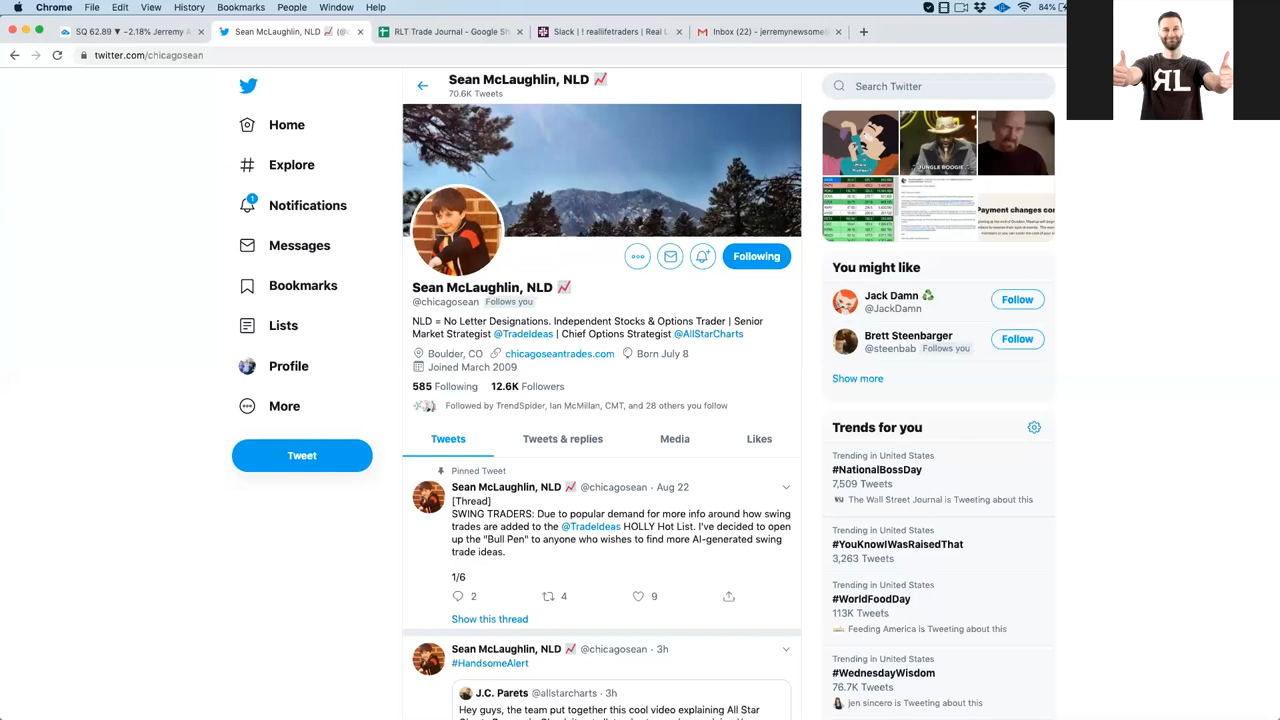 Chrome File Edit View History Bookmarks People Window Help 84%
SQ 62.89 ▼ −2.18% Jerremy A
Sean McLaughlin, NLD 📈 (@c
RLT Trade Journal - Google Sh
Slack | ! reallifetraders | Real L
Inbox (22) - jerremynewsome@
twitter.com/chicagosean
Home
Explore
1
Notifications
Messages
Bookmarks
Lists
Profile
More
Tweet
Sean McLaughlin, NLD 📈
70.6K Tweets
Following
Sean McLaughlin, NLD 📈
@chicagosean Follows you
NLD = No Letter Designations. Independent Stocks & Options Trader | Senior
Market Strategist @TradeIdeas | Chief Options Strategist @AllStarCharts
Boulder, CO chicagoseantrades.com Born July 8
Joined March 2009
585 Following 12.6K Followers
Followed by TrendSpider, Ian McMillan, CMT, and 28 others you follow
Tweets Tweets & replies Media Likes
Pinned Tweet
Sean McLaughlin, NLD 📈 @chicagosean · Aug 22
[Thread]
SWING TRADERS: Due to popular demand for more info around how swing
trades are added to the @TradeIdeas HOLLY Hot List. I've decided to open
up the "Bull Pen" to anyone who wishes to find more AI-generated swing
trade ideas.
1/6
2 4 9
Show this thread
Sean McLaughlin, NLD 📈 @chicagosean · 3h
#HandsomeAlert
J.C. Parets @allstarcharts · 3h
Hey guys, the team put together this cool video explaining All Star
Search Twitter
"JUNGLE BOOGIE"
Payment changes con
You might like
Jack Damn ♻️
@JackDamn
Follow
Brett Steenbarger
@steenbab Follows you
Follow
Show more
Trends for you
Trending in United States
#NationalBossDay
7,509 Tweets
The Wall Street Journal is Tweeting about this
Trending in United States
#YouKnowIWasRaisedThat
3,263 Tweets
Trending in United States
#WorldFoodDay
113K Tweets
Feeding America is Tweeting about this
Trending in United States
#WednesdayWisdom
76.7K Tweets
jen sincero is Tweeting about this
RL